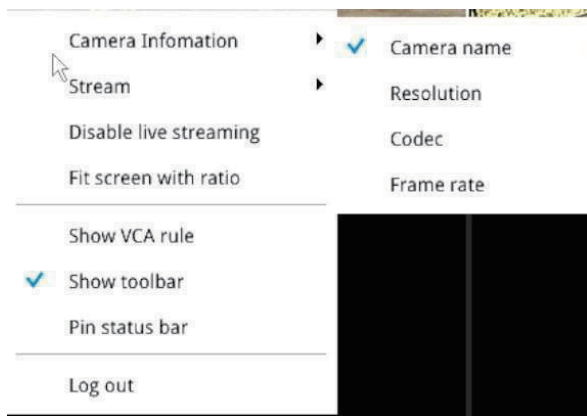 Camera Infomation
Stream
Disable live streaming
Fit screen with ratio
Show VCA rule
Show toolbar
Pin status bar
Log out
Camera name
Resolution
Codec
Frame rate